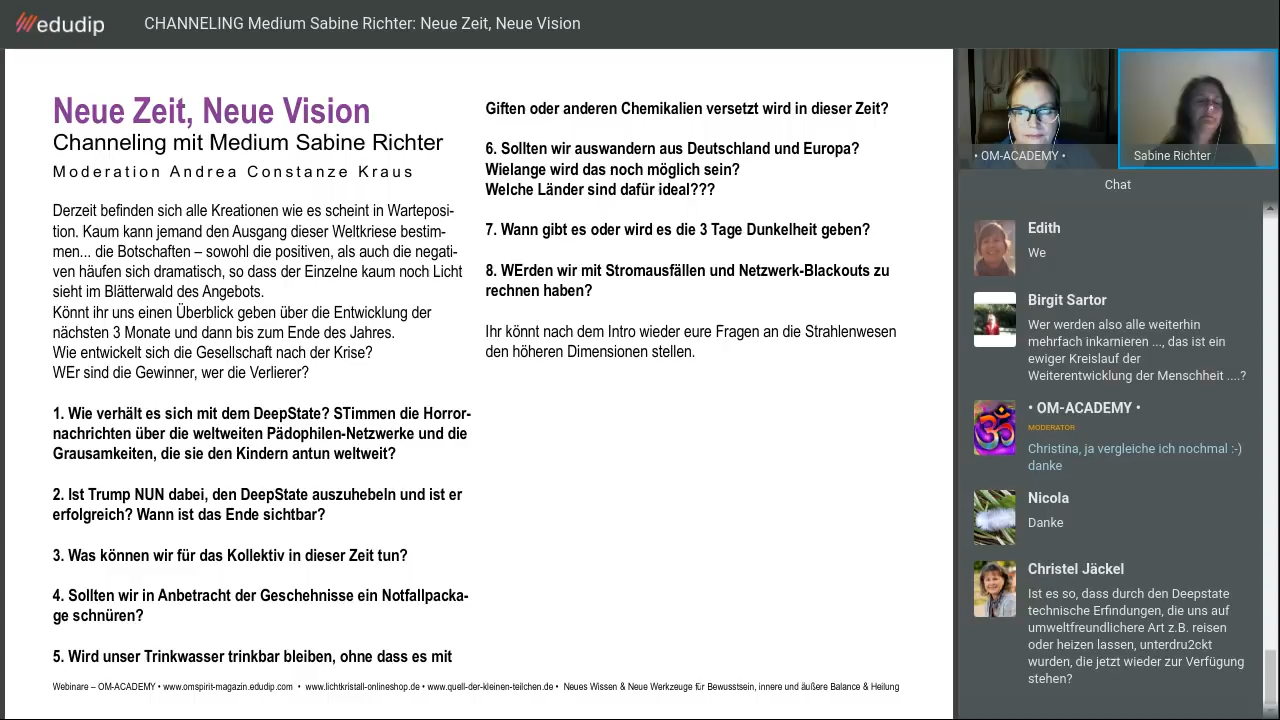 edudip
CHANNELING Medium Sabine Richter: Neue Zeit, Neue Vision
Neue Zeit, Neue Vision
Channeling mit Medium Sabine Richter
Moderation Andrea Constanze Kraus
Derzeit befinden sich alle Kreationen wie es scheint in Warteposi-
tion. Kaum kann jemand den Ausgang dieser Weltkriese bestim-
men... die Botschaften – sowohl die positiven, als auch die negati-
ven häufen sich dramatisch, so dass der Einzelne kaum noch Licht
sieht im Blätterwald des Angebots.
Könnt ihr uns einen Überblick geben über die Entwicklung der
nächsten 3 Monate und dann bis zum Ende des Jahres.
Wie entwickelt sich die Gesellschaft nach der Krise?
WEr sind die Gewinner, wer die Verlierer?
1. Wie verhält es sich mit dem DeepState? STimmen die Horror-
nachrichten über die weltweiten Pädophilen-Netzwerke und die
Grausamkeiten, die sie den Kindern antun weltweit?
2. Ist Trump NUN dabei, den DeepState auszuhebeln und ist er
erfolgreich? Wann ist das Ende sichtbar?
3. Was können wir für das Kollektiv in dieser Zeit tun?
4. Sollten wir in Anbetracht der Geschehnisse ein Notfallpacka-
ge schnüren?
5. Wird unser Trinkwasser trinkbar bleiben, ohne dass es mit
Giften oder anderen Chemikalien versetzt wird in dieser Zeit?
6. Sollten wir auswandern aus Deutschland und Europa?
Wielange wird das noch möglich sein?
Welche Länder sind dafür ideal???
7. Wann gibt es oder wird es die 3 Tage Dunkelheit geben?
8. WErden wir mit Stromausfällen und Netzwerk-Blackouts zu
rechnen haben?
Ihr könnt nach dem Intro wieder eure Fragen an die Strahlenwesen
den höheren Dimensionen stellen.
Webinare – OM-ACADEMY • www.omspirit-magazin.edudip.com • www.lichtkristall-onlineshop.de • www.quell-der-kleinen-teilchen.de • Neues Wissen & Neue Werkzeuge für Bewusstsein, innere und äußere Balance & Heilung
• OM-ACADEMY •
Sabine Richter
Chat
Edith
We
Birgit Sartor
Wer werden also alle weiterhin
mehrfach inkarnieren ..., das ist ein
ewiger Kreislauf der
Weiterentwicklung der Menschheit ....?
• OM-ACADEMY •
MODERATOR
Christina, ja vergleiche ich nochmal :-)
danke
Nicola
Danke
Christel Jäckel
Ist es so, dass durch den Deepstate
technische Erfindungen, die uns auf
umweltfreundlichere Art z.B. reisen
oder heizen lassen, unterdru2ckt
wurden, die jetzt wieder zur Verfügung
stehen?